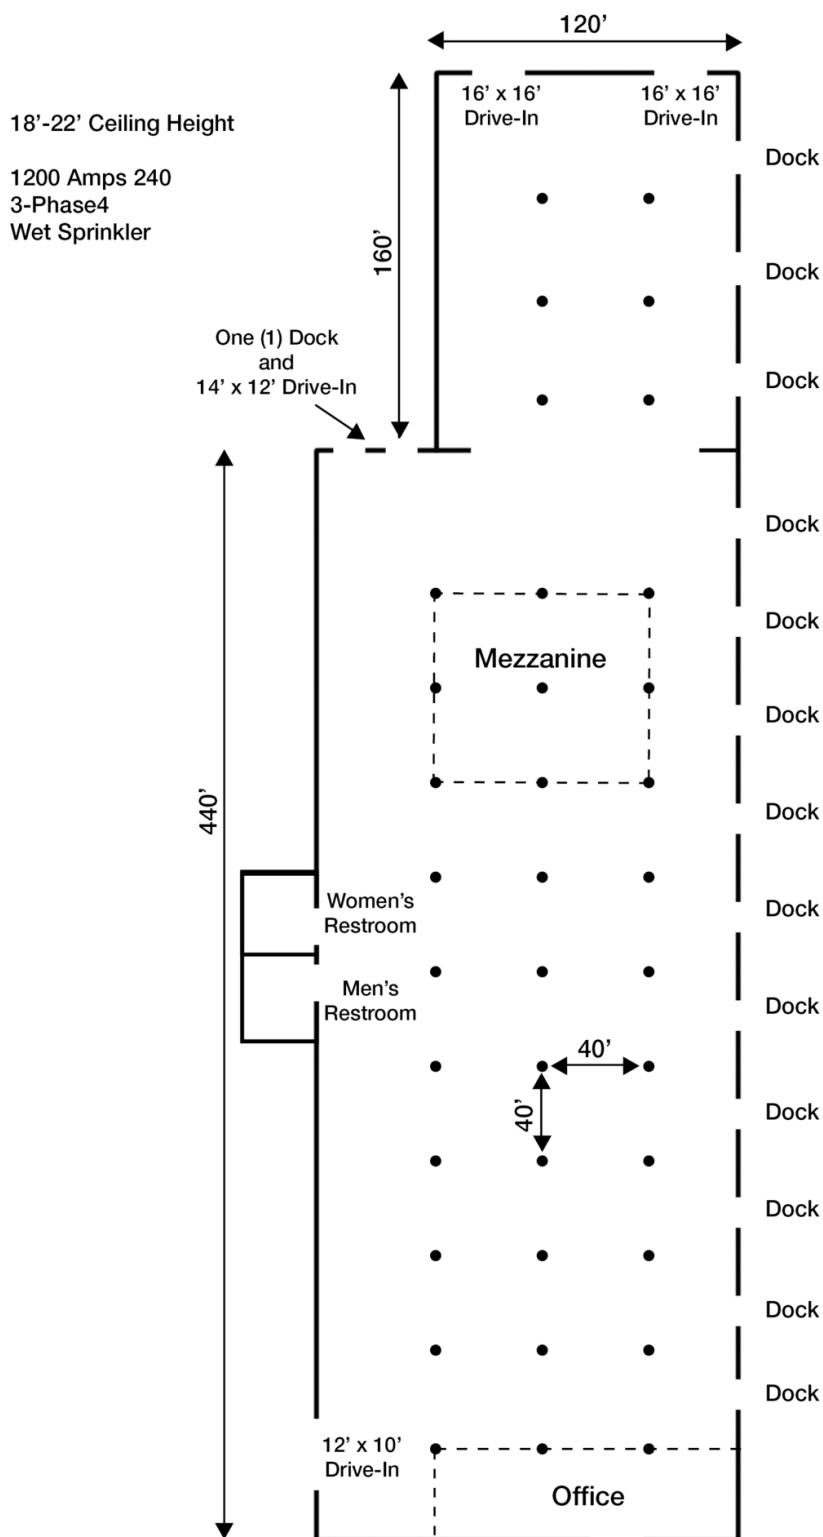 120’
18’-22’ Ceiling Height
1200 Amps 240
3-Phase4
Wet Sprinkler
16’ x 16’
Drive-In
16’ x 16’
Drive-In
Dock
Dock
160’
Dock
One (1) Dock
and
14’ x 12’ Drive-In
Dock
Dock
Mezzanine
Dock
440’
Dock
Women’s
Restroom
Dock
Men’s
Restroom
Dock
40’
40’
Dock
Dock
Dock
Dock
12’ x 10’
Drive-In
Office